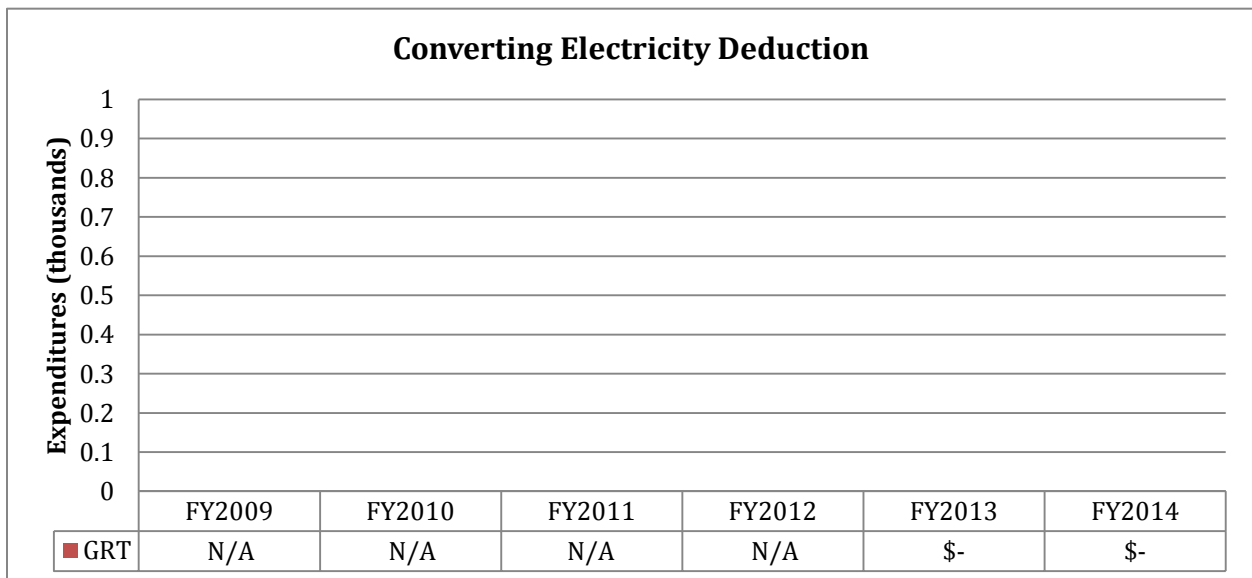 Converting Electricity Deduction
Expenditures (thousands)
1
0.9
0.8
0.7
0.6
0.5
0.4
0.3
0.2
0.1
0
FY2009 FY2010 FY2011 FY2012 FY2013 FY2014
GRT N/A N/A N/A N/A $- $-